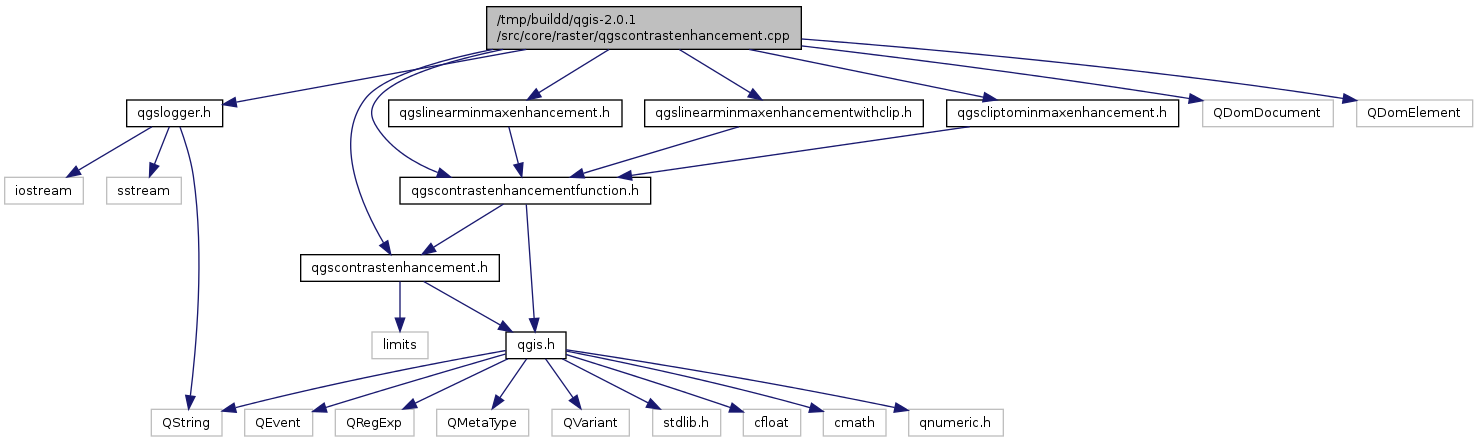 /tmp/buildd/qgis-2.0.1
/src/core/raster/qgscontrastenhancement.cpp
qgslogger.h
qgslinearminmaxenhancement.h
qgslinearminmaxenhancementwithclip.h
qgscliptominmaxenhancement.h
QDomDocument
QDomElement
iostream
sstream
qgscontrastenhancementfunction.h
qgscontrastenhancement.h
limits
qgis.h
QString
QEvent
QRegExp
QMetaType
QVariant
stdlib.h
cfloat
cmath
qnumeric.h